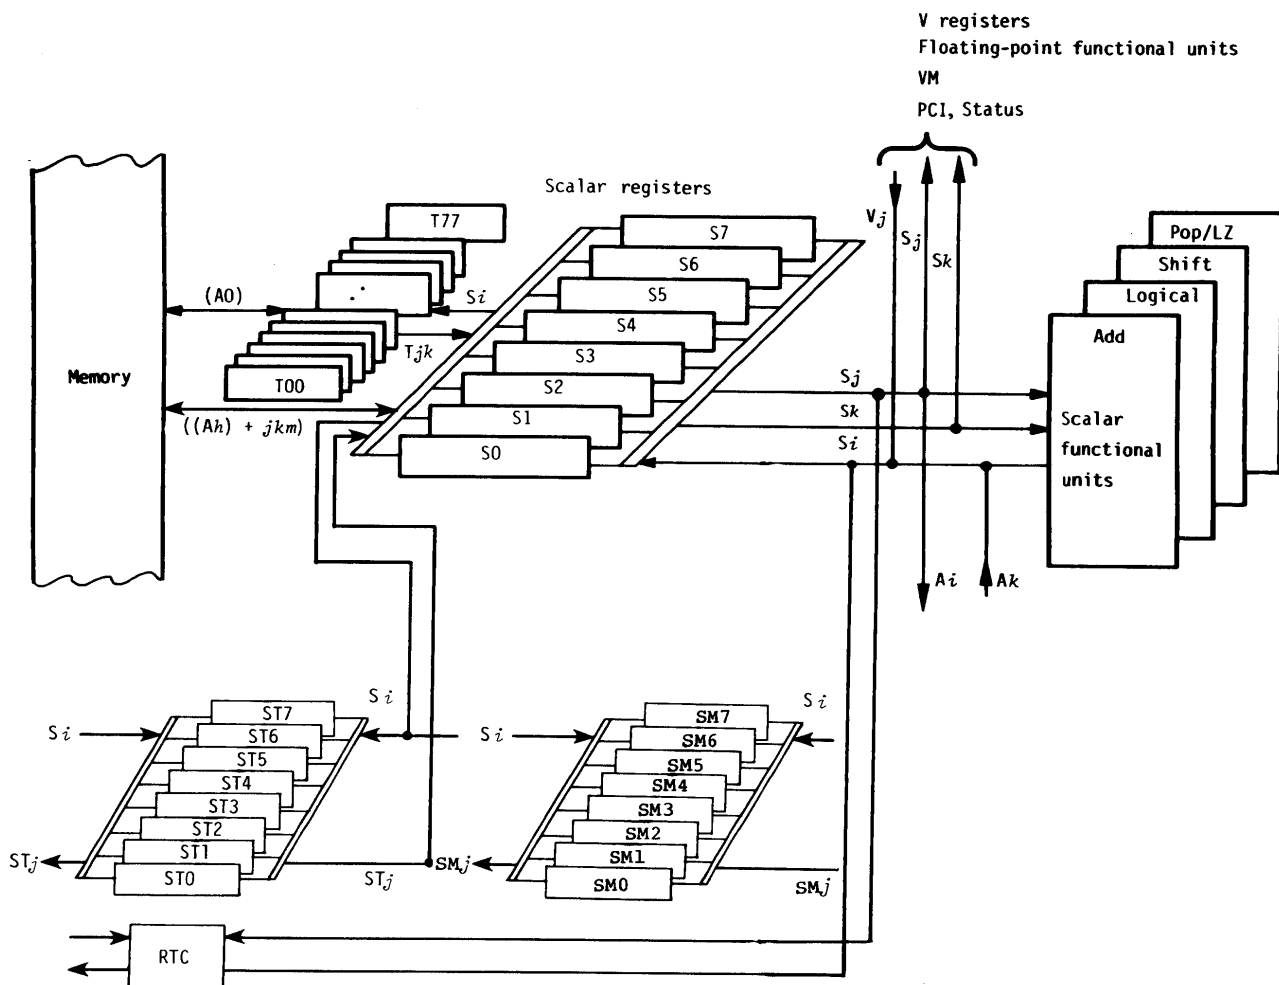 V registers
Floating-point functional units
VM
PCI, Status
Scalar registers
T77
S7
Vj
Sj
Sk
Pop/LZ
S6
Shift
(A0)
Si
S5
Logical
Tjk
S4
Add
S3
Memory
T00
S2
Sj
((Ah) + jkm)
S1
Sk
Scalar
functional
units
S0
Si
Ai
Ak
Si
Si
ST7
SM7
Si
Si
ST6
SM6
ST5
SM5
ST4
SM4
ST3
SM3
ST2
SM2
STj
ST1
SMj
SM1
ST0
STj
SM0
SMj
RTC